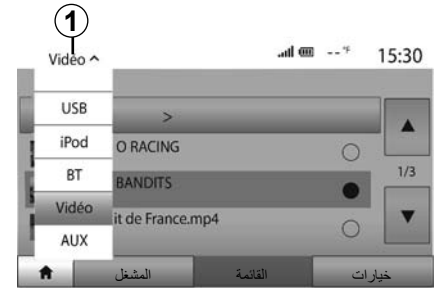 1
Vidéo ^ --°F 15:30
USB
>
iPod
O RACING
BT
BANDITS
1/3
Vidéo
it de France.mp4
AUX
المشغل القائمة خيارات